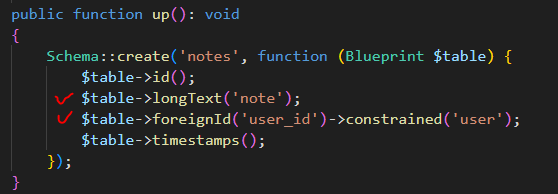 public function up(): void
{
Schema::create('notes', function (Blueprint $table) {
$table->id();
$table->longText('note');
$table->foreignId('user_id')->constrained('user');
$table->timestamps();
});
}